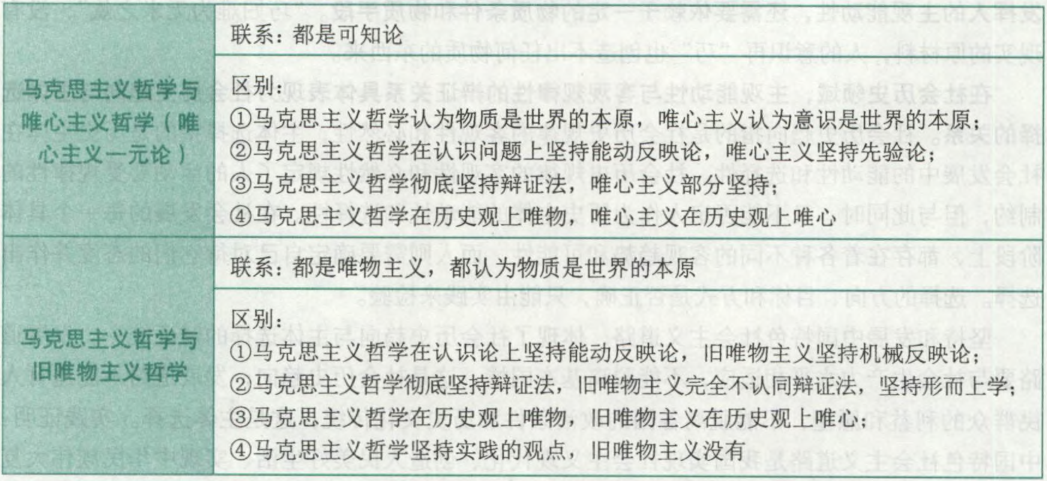 马克思主义哲学与
唯心主义哲学（唯
心主义一元论）
联系：都是可知论
区别：
①马克思主义哲学认为物质是世界的本原，唯心主义认为意识是世界的本原；
②马克思主义哲学在认识问题上坚持能动反映论，唯心主义坚持先验论；
③马克思主义哲学彻底坚持辩证法，唯心主义部分坚持；
④马克思主义哲学在历史观上唯物，唯心主义在历史观上唯心
马克思主义哲学与
旧唯物主义哲学
联系：都是唯物主义，都认为物质是世界的本原
区别：
①马克思主义哲学在认识论上坚持能动反映论，旧唯物主义坚持机械反映论；
②马克思主义哲学彻底坚持辩证法，旧唯物主义完全不认同辩证法，坚持形而上学；
③马克思主义哲学在历史观上唯物，旧唯物主义在历史观上唯心；
④马克思主义哲学坚持实践的观点，旧唯物主义没有